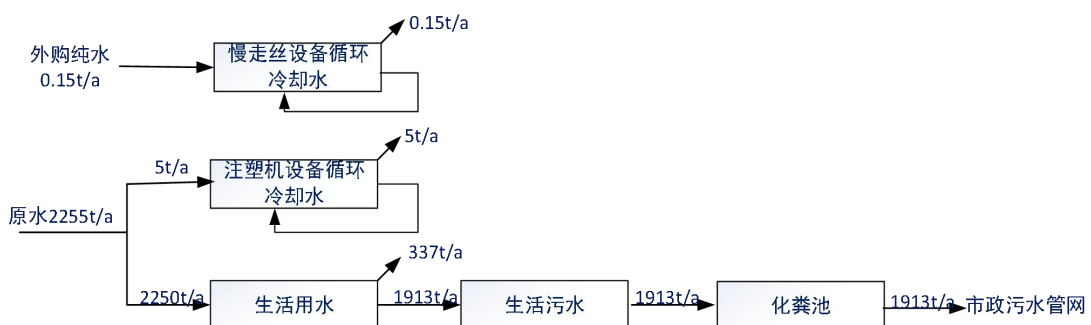 0.15t/a
外购纯水
0.15t/a
慢走丝设备循环
冷却水
5t/a
5t/a
注塑机设备循环
冷却水
原水2255t/a
337t/a
2250t/a
生活用水
1913t/a
生活污水
1913t/a
化粪池
1913t/a
市政污水管网